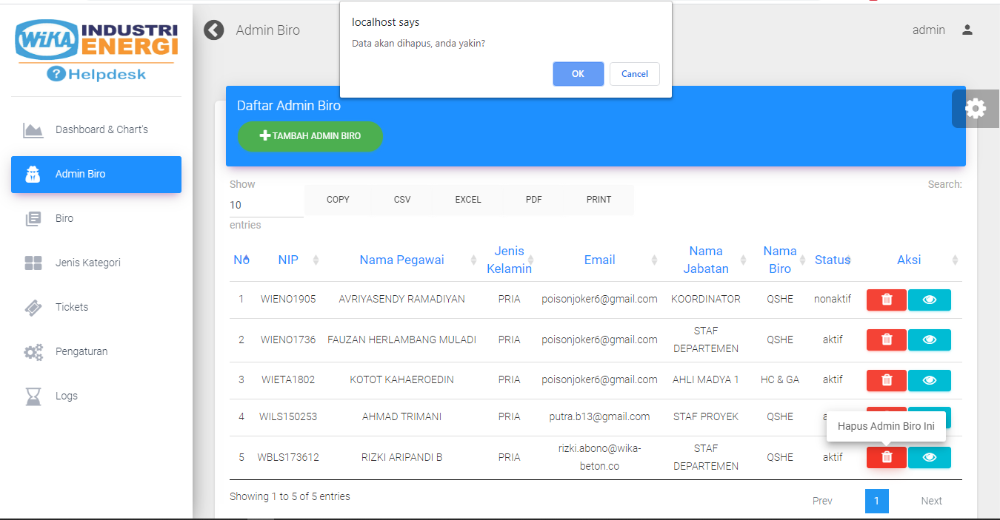 WiKA INDUSTRI
ENERGI
? Helpdesk
Dashboard & Chart's
Admin Biro
Biro
Jenis Kategori
Tickets
Pengaturan
Logs
Admin Biro
admin
localhost says
Data akan dihapus, anda yakin?
OK Cancel
Daftar Admin Biro
TAMBAH ADMIN BIRO
Show
10
entries
COPY CSV EXCEL PDF PRINT
Search:
NO NIP Nama Pegawai Jenis Kelamin Email Nama Jabatan Nama Biro Status Aksi
1 WIENO1905 AVRIYASENDY RAMADIYAN PRIA poisonjoker6@gmail.com KOORDINATOR QSHE nonaktif
2 WIENO1736 FAUZAN HERLAMBANG MULADI PRIA poisonjoker6@gmail.com STAF DEPARTEMEN QSHE aktif
3 WIETA1802 KOTOT KAHAEROEDIN PRIA poisonjoker6@gmail.com AHLI MADYA 1 HC & GA aktif
4 WILS150253 AHMAD TRIMANI PRIA putra.b13@gmail.com STAF PROYEK QSHE
Hapus Admin Biro Ini
5 WBLS173612 RIZKI ARIPANDI B PRIA rizki.abono@wika-beton.co STAF DEPARTEMEN QSHE aktif
Showing 1 to 5 of 5 entries
Prev 1 Next